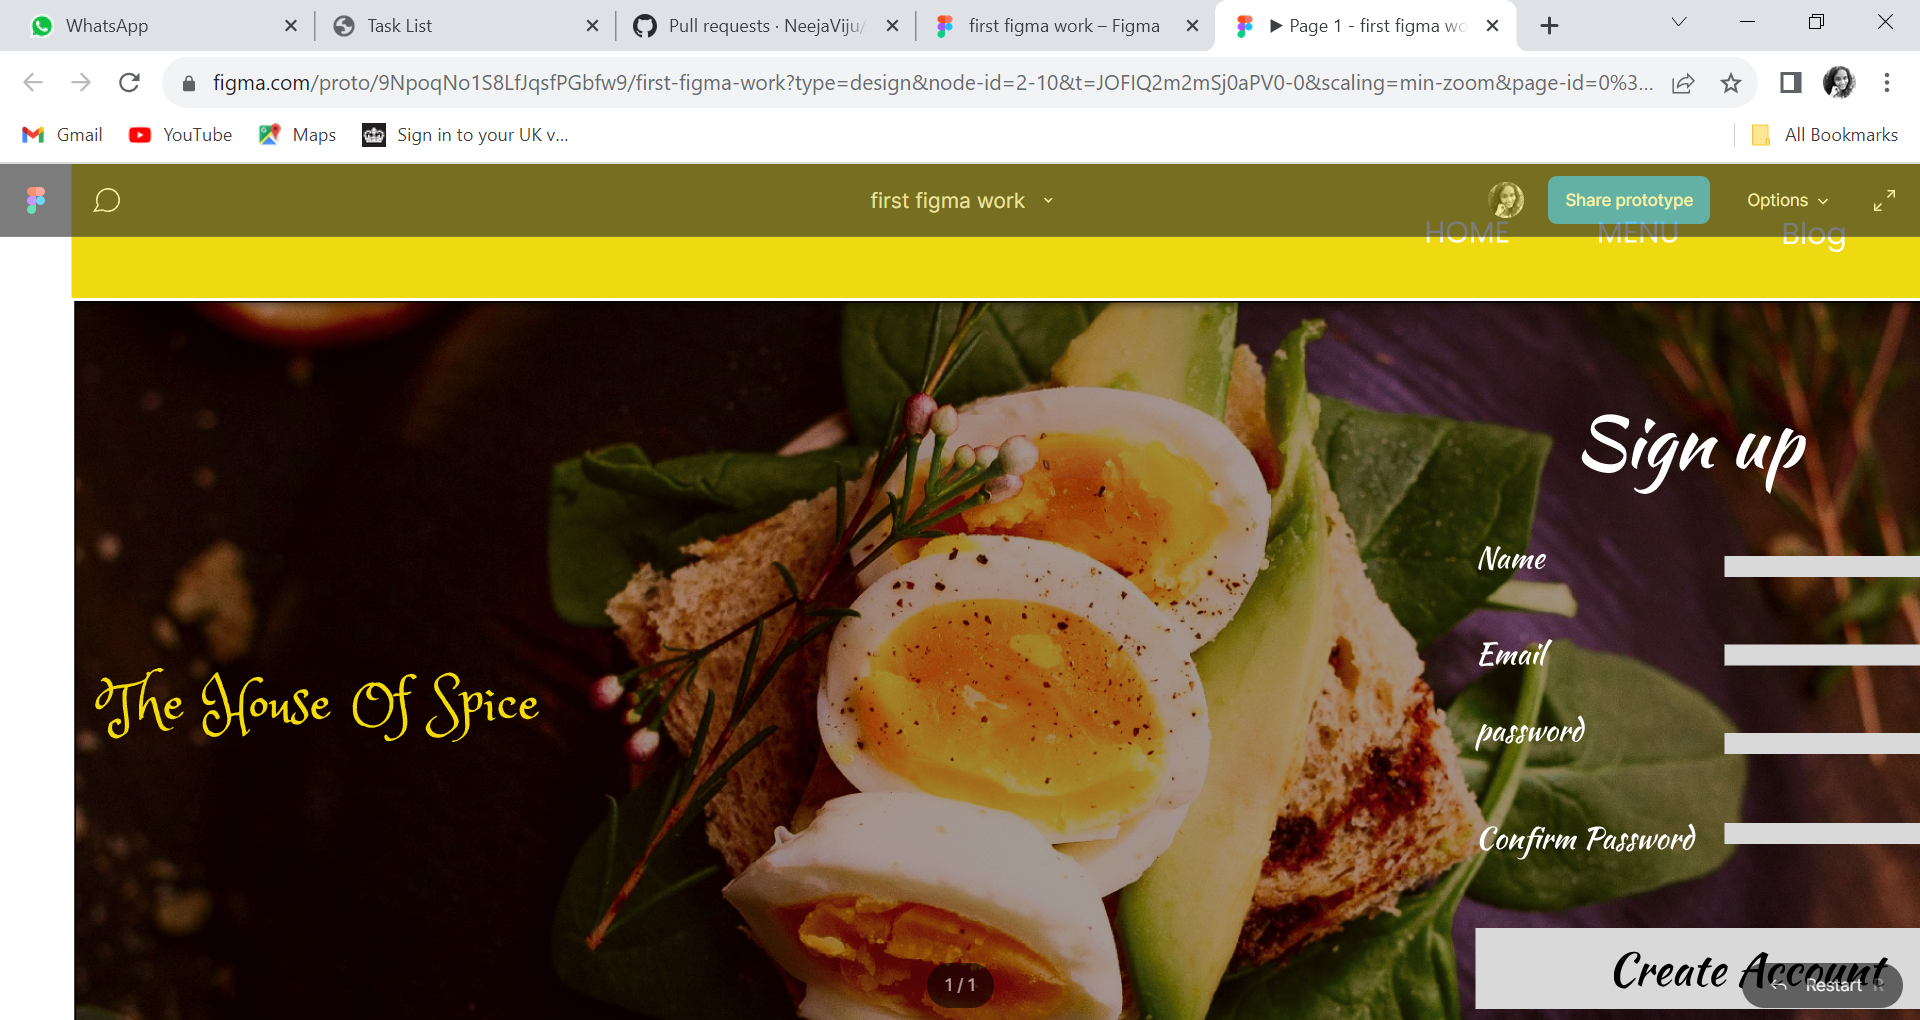 WhatsApp
Task List
Pull requests · NeejaViju/
first figma work – Figma
Page 1 - first figma wo
figma.com/proto/9NpoqNo1S8LfJqsfPGbfw9/first-figma-work?type=design&node-id=2-10&t=JOFIQ2m2mSj0aPV0-0&scaling=min-zoom&page-id=0%3...
Gmail
YouTube
Maps
Sign in to your UK v...
All Bookmarks
first figma work
Share prototype
Options
HOME
MENU
Blog
Sign up
Name
Email
The House Of Spice
password
Confirm Password
Create Account
1 / 1
Restart R